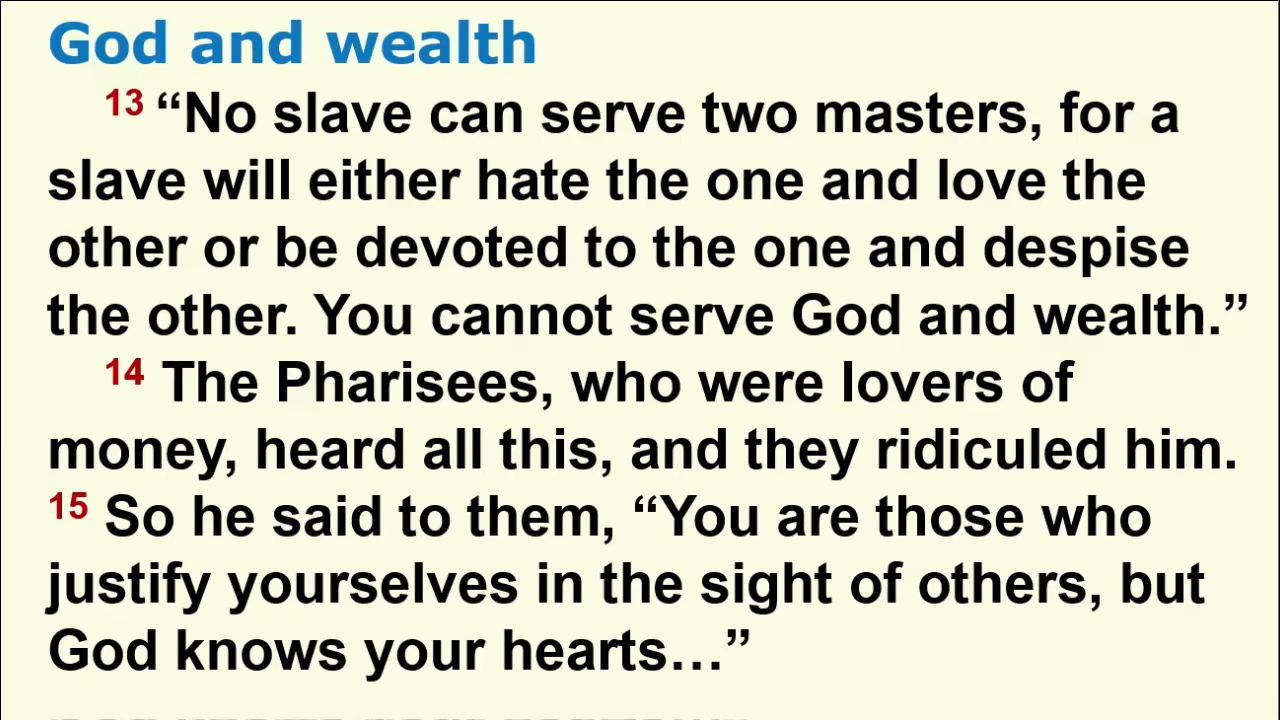 God and wealth
13 “No slave can serve two masters, for a
slave will either hate the one and love the
other or be devoted to the one and despise
the other. You cannot serve God and wealth.”
14 The Pharisees, who were lovers of
money, heard all this, and they ridiculed him.
15 So he said to them, “You are those who
justify yourselves in the sight of others, but
God knows your hearts…”